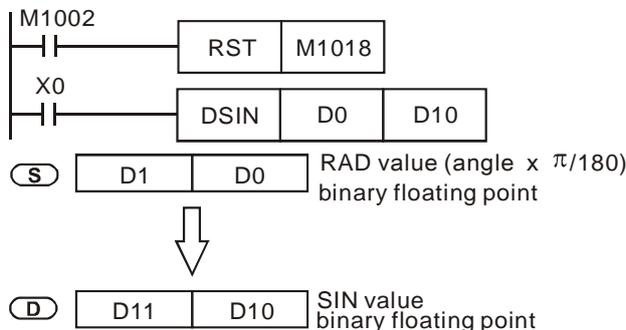 M1002
RST M1018
X0
DSIN D0 D10
S D1 D0 RAD value (angle x π/180)
binary floating point
D D11 D10 SIN value
binary floating point